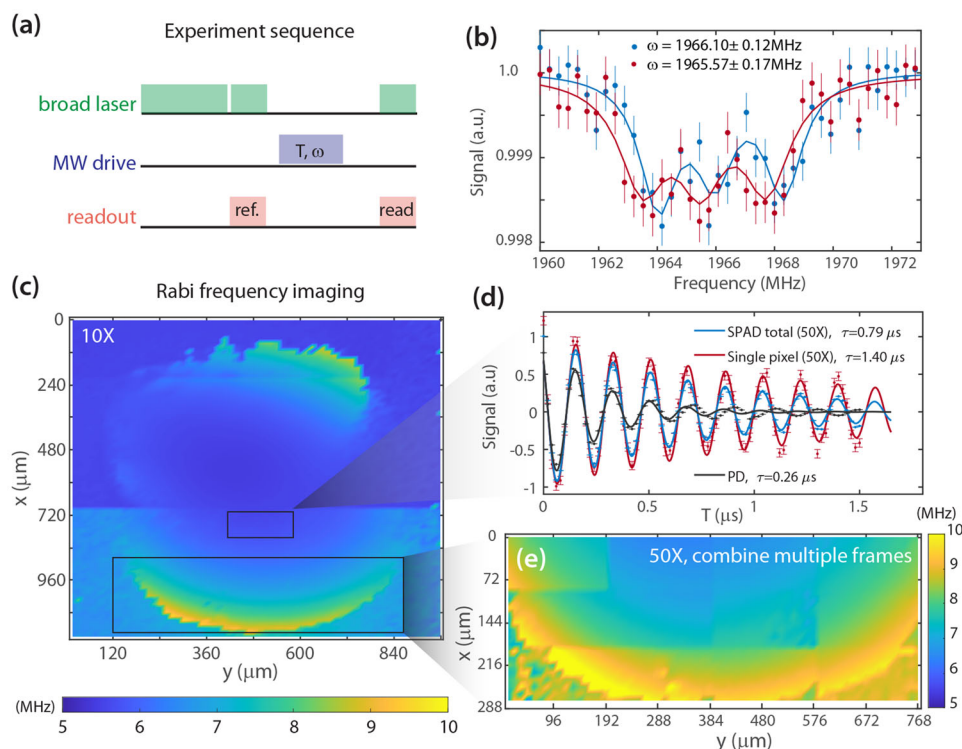 (a)
Experiment sequence
broad laser
MW drive
T, ω
readout
ref.
read
(b)
ω = 1966.10± 0.12MHz
ω = 1965.57± 0.17MHz
Signal (a.u.)
1.0
0.999
0.998
1960
1962
1964
1966
1968
1970
1972
Frequency (MHz)
(c)
Rabi frequency imaging
10X
x (μm)
0
240
480
720
960
120
360
600
840
y (μm)
(MHz)
5
6
7
8
9
10
(d)
SPAD total (50X), τ=0.79 μs
Single pixel (50X), τ=1.40 μs
PD, τ=0.26 μs
Signal (a.u)
1
0.5
0
-0.5
-1
0
0.5
1
1.5
T (μs)
(MHz)
(e)
50X, combine multiple frames
x (μm)
0
72
144
216
288
96
192
288
384
480
576
672
768
y (μm)
10
9
8
7
6
5